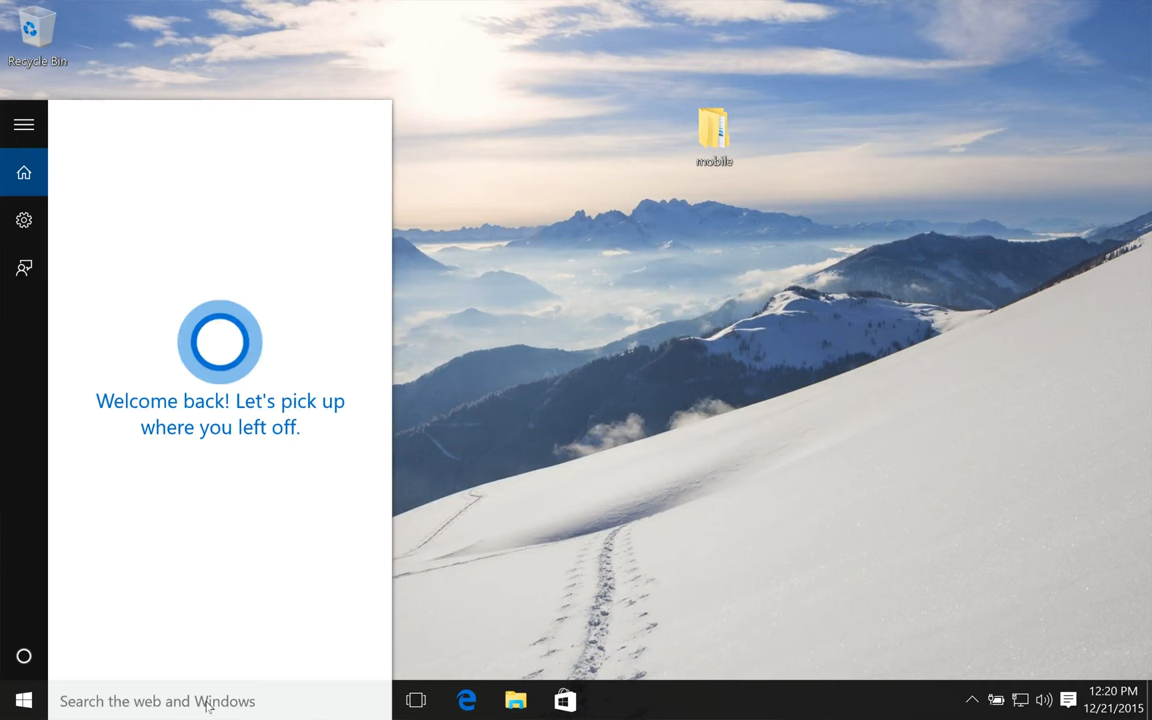 Recycle Bin
mobile
Welcome back! Let's pick up
where you left off.
Search the web and Windows
12:20 PM
12/21/2015